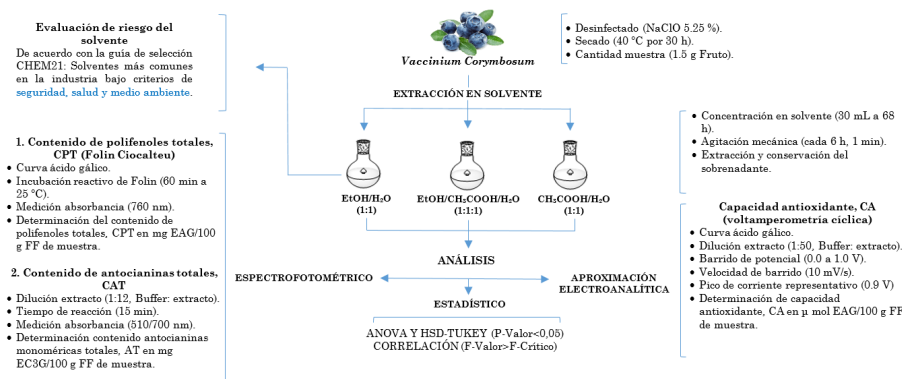 Evaluación de riesgo del
solvente
De acuerdo con la guía de selección
CHEM21: Solventes más comunes
en la industria bajo criterios de
seguridad, salud y medio ambiente.
Vaccinium Corymbosum
• Desinfectado (NaClO 5.25 %).
• Secado (40 °C por 30 h).
• Cantidad muestra (1.5 g Fruto).
EXTRACCIÓN EN SOLVENTE
• Concentración en solvente (30 mL a 68
h).
• Agitación mecánica (cada 6 h, 1 min).
• Extracción y conservación del
sobrenadante.
EtOH/H₂O
(1:1)
EtOH/CH₃COOH/H₂O
(1:1:1)
CH₃COOH/H₂O
(1:1)
1. Contenido de polifenoles totales,
CPT (Folin Ciocalteu)
• Curva ácido gálico.
• Incubación reactivo de Folin (60 min a
25 °C).
• Medición absorbancia (760 nm).
• Determinación del contenido de
polifenoles totales, CPT en mg EAG/100
g FF de muestra.
2. Contenido de antocianinas totales,
CAT
• Dilución extracto (1:12, Buffer: extracto).
• Tiempo de reacción (15 min).
• Medición absorbancia (510/700 nm).
• Determinación contenido antocianinas
monoméricas totales, AT en mg
EC3G/100 g FF de muestra.
ANÁLISIS
ESPECTROFOTOMÉTRICO
APROXIMACIÓN
ELECTROANALÍTICA
ESTADÍSTICO
ANOVA Y HSD-TUKEY (P-Valor<0,05)
CORRELACIÓN (F-Valor>F-Crítico)
Capacidad antioxidante, CA
(voltamperometría cíclica)
• Curva ácido gálico.
• Dilución extracto (1:50, Buffer: extracto).
• Barrido de potencial (0.0 a 1.0 V).
• Velocidad de barrido (10 mV/s).
• Pico de corriente representativo (0.9 V)
• Determinación de capacidad
antioxidante, CA en µ mol EAG/100 g FF
de muestra.